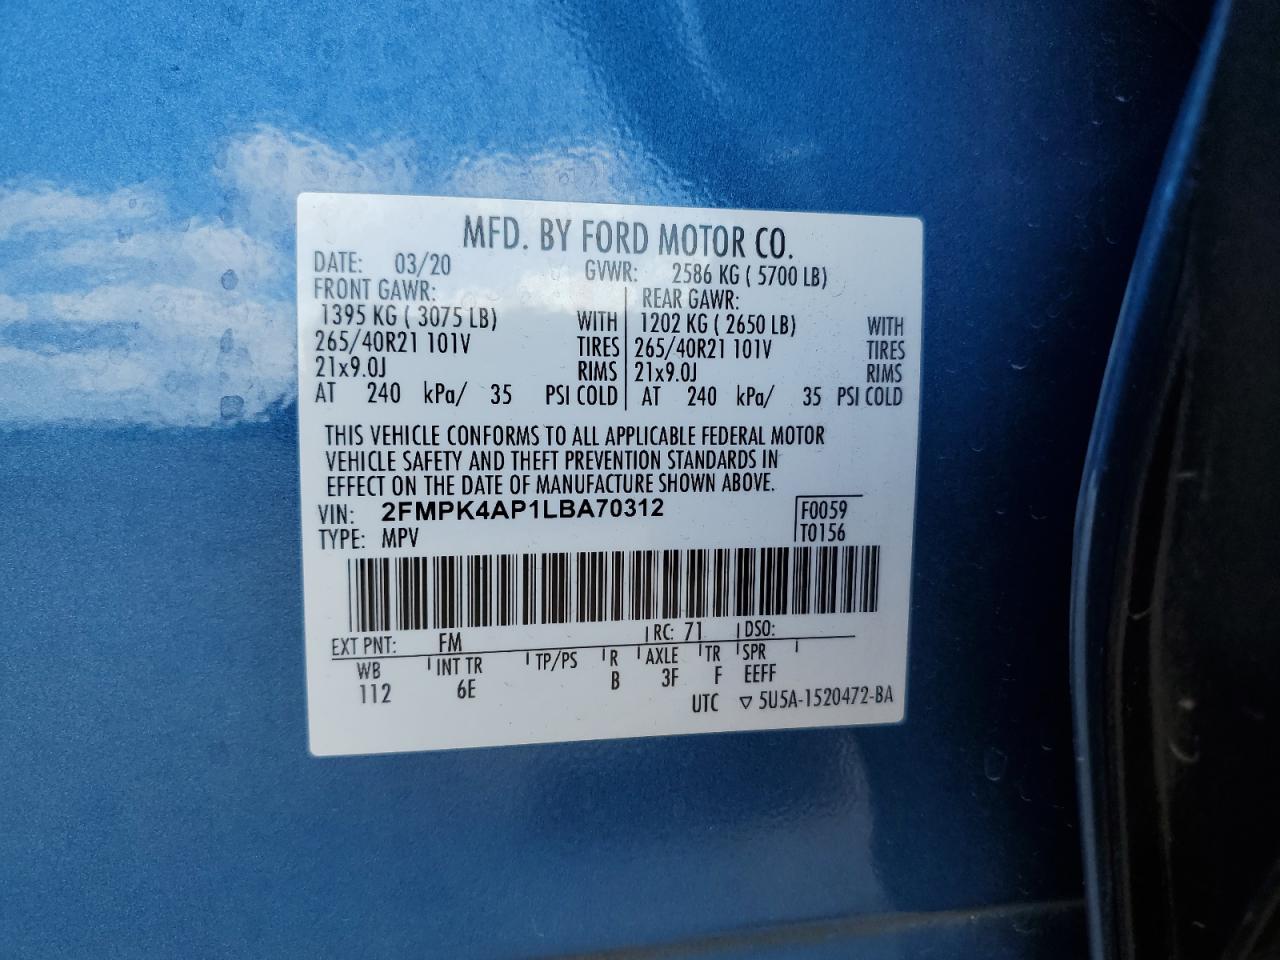 MFD. BY FORD MOTOR CO.
DATE: 03/20 GVWR: 2586 KG ( 5700 LB)
FRONT GAWR: REAR GAWR:
1395 KG ( 3075 LB) WITH 1202 KG ( 2650 LB) WITH
265/40R21 101V TIRES 265/40R21 101V TIRES
21x9.0J RIMS 21x9.0J RIMS
AT 240 kPa/ 35 PSI COLD AT 240 kPa/ 35 PSI COLD
THIS VEHICLE CONFORMS TO ALL APPLICABLE FEDERAL MOTOR
VEHICLE SAFETY AND THEFT PREVENTION STANDARDS IN
EFFECT ON THE DATE OF MANUFACTURE SHOWN ABOVE.
VIN: 2FMPK4AP1LBA70312 F0059
TYPE: MPV T0156
EXT PNT: FM RC: 71 DSO:
WB INT TR TP/PS R AXLE TR SPR
112 6E B 3F F EEFF
UTC ▽ 5U5A-1520472-BA